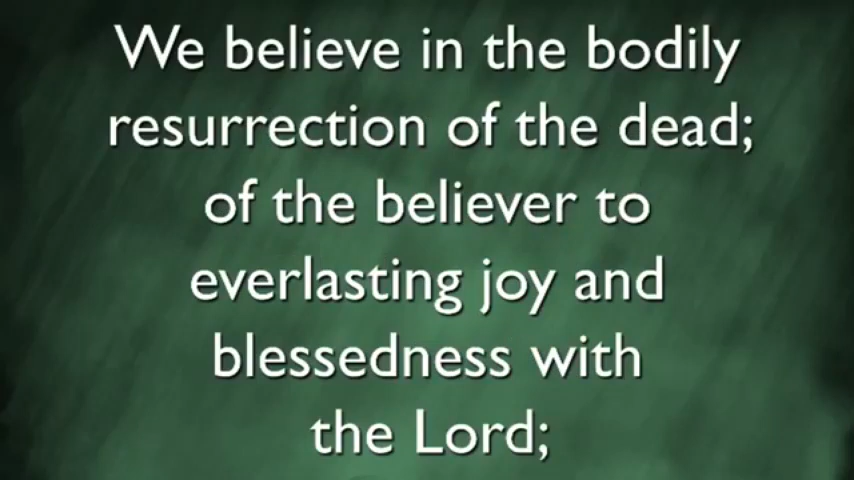 We believe in the bodily
resurrection of the dead;
of the believer to
everlasting joy and
blessedness with
the Lord;